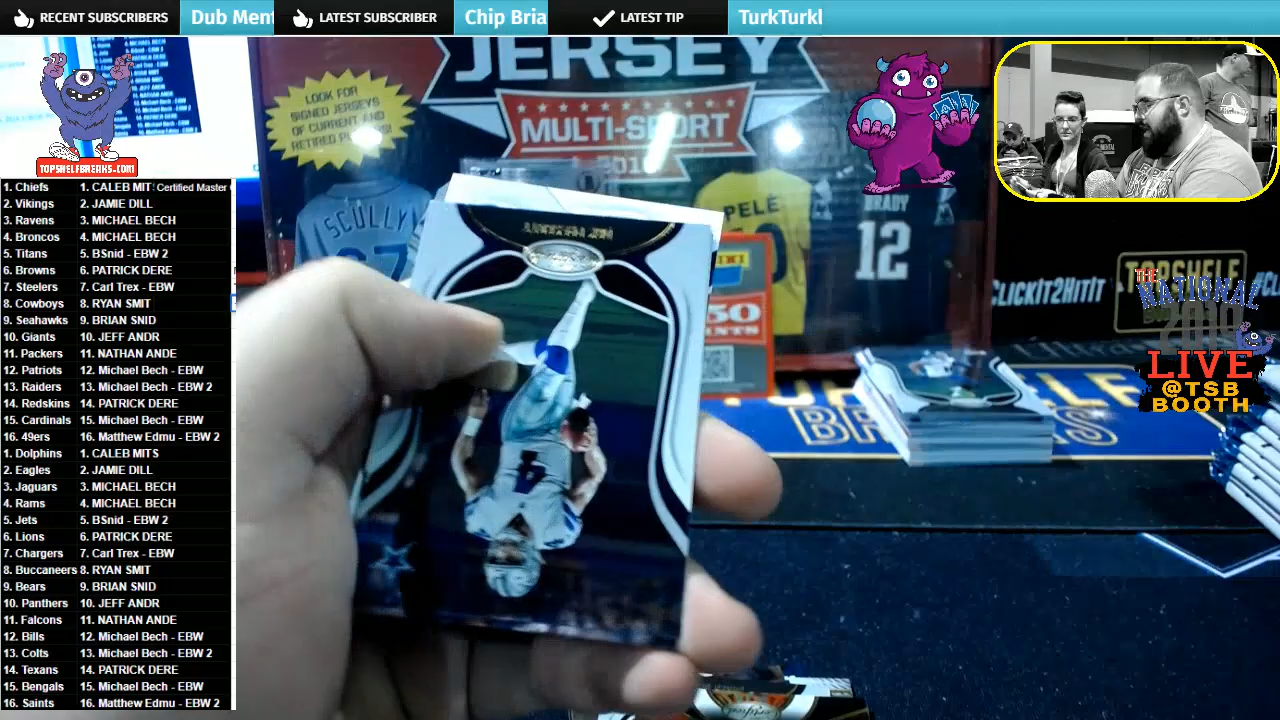 RECENT SUBSCRIBERS
Dub Ment
LATEST SUBSCRIBER
Chip Bria
LATEST TIP
TurkTurkl
JERSEY
MULTI-SPORT
LOOK FOR
SIGNED JERSEYS
OF CURRENT AND
RETIRED PLAYERS!
SCULLY
PELE
BRADY
12
TOPSHELFBREAKS.COM
1. Chiefs 1. CALEB MIT Certified Master
2. Vikings 2. JAMIE DILL
3. Ravens 3. MICHAEL BECH
4. Broncos 4. MICHAEL BECH
5. Titans 5. BSnid - EBW 2
6. Browns 6. PATRICK DERE
7. Steelers 7. Carl Trex - EBW
8. Cowboys 8. RYAN SMIT
9. Seahawks 9. BRIAN SNID
10. Giants 10. JEFF ANDR
11. Packers 11. NATHAN ANDE
12. Patriots 12. Michael Bech - EBW
13. Raiders 13. Michael Bech - EBW 2
14. Redskins 14. PATRICK DERE
15. Cardinals 15. Michael Bech - EBW
16. 49ers 16. Matthew Edmu - EBW 2
1. Dolphins 1. CALEB MITS
2. Eagles 2. JAMIE DILL
3. Jaguars 3. MICHAEL BECH
4. Rams 4. MICHAEL BECH
5. Jets 5. BSnid - EBW 2
6. Lions 6. PATRICK DERE
7. Chargers 7. Carl Trex - EBW
8. Buccaneers 8. RYAN SMIT
9. Bears 9. BRIAN SNID
10. Panthers 10. JEFF ANDR
11. Falcons 11. NATHAN ANDE
12. Bills 12. Michael Bech - EBW
13. Colts 13. Michael Bech - EBW 2
14. Texans 14. PATRICK DERE
15. Bengals 15. Michael Bech - EBW
16. Saints 16. Matthew Edmu - EBW 2
4
#CLICKIT2HITIT
TOPSHELF
#CL
THE
NATIONAL
2019
LIVE
@TSB
BOOTH